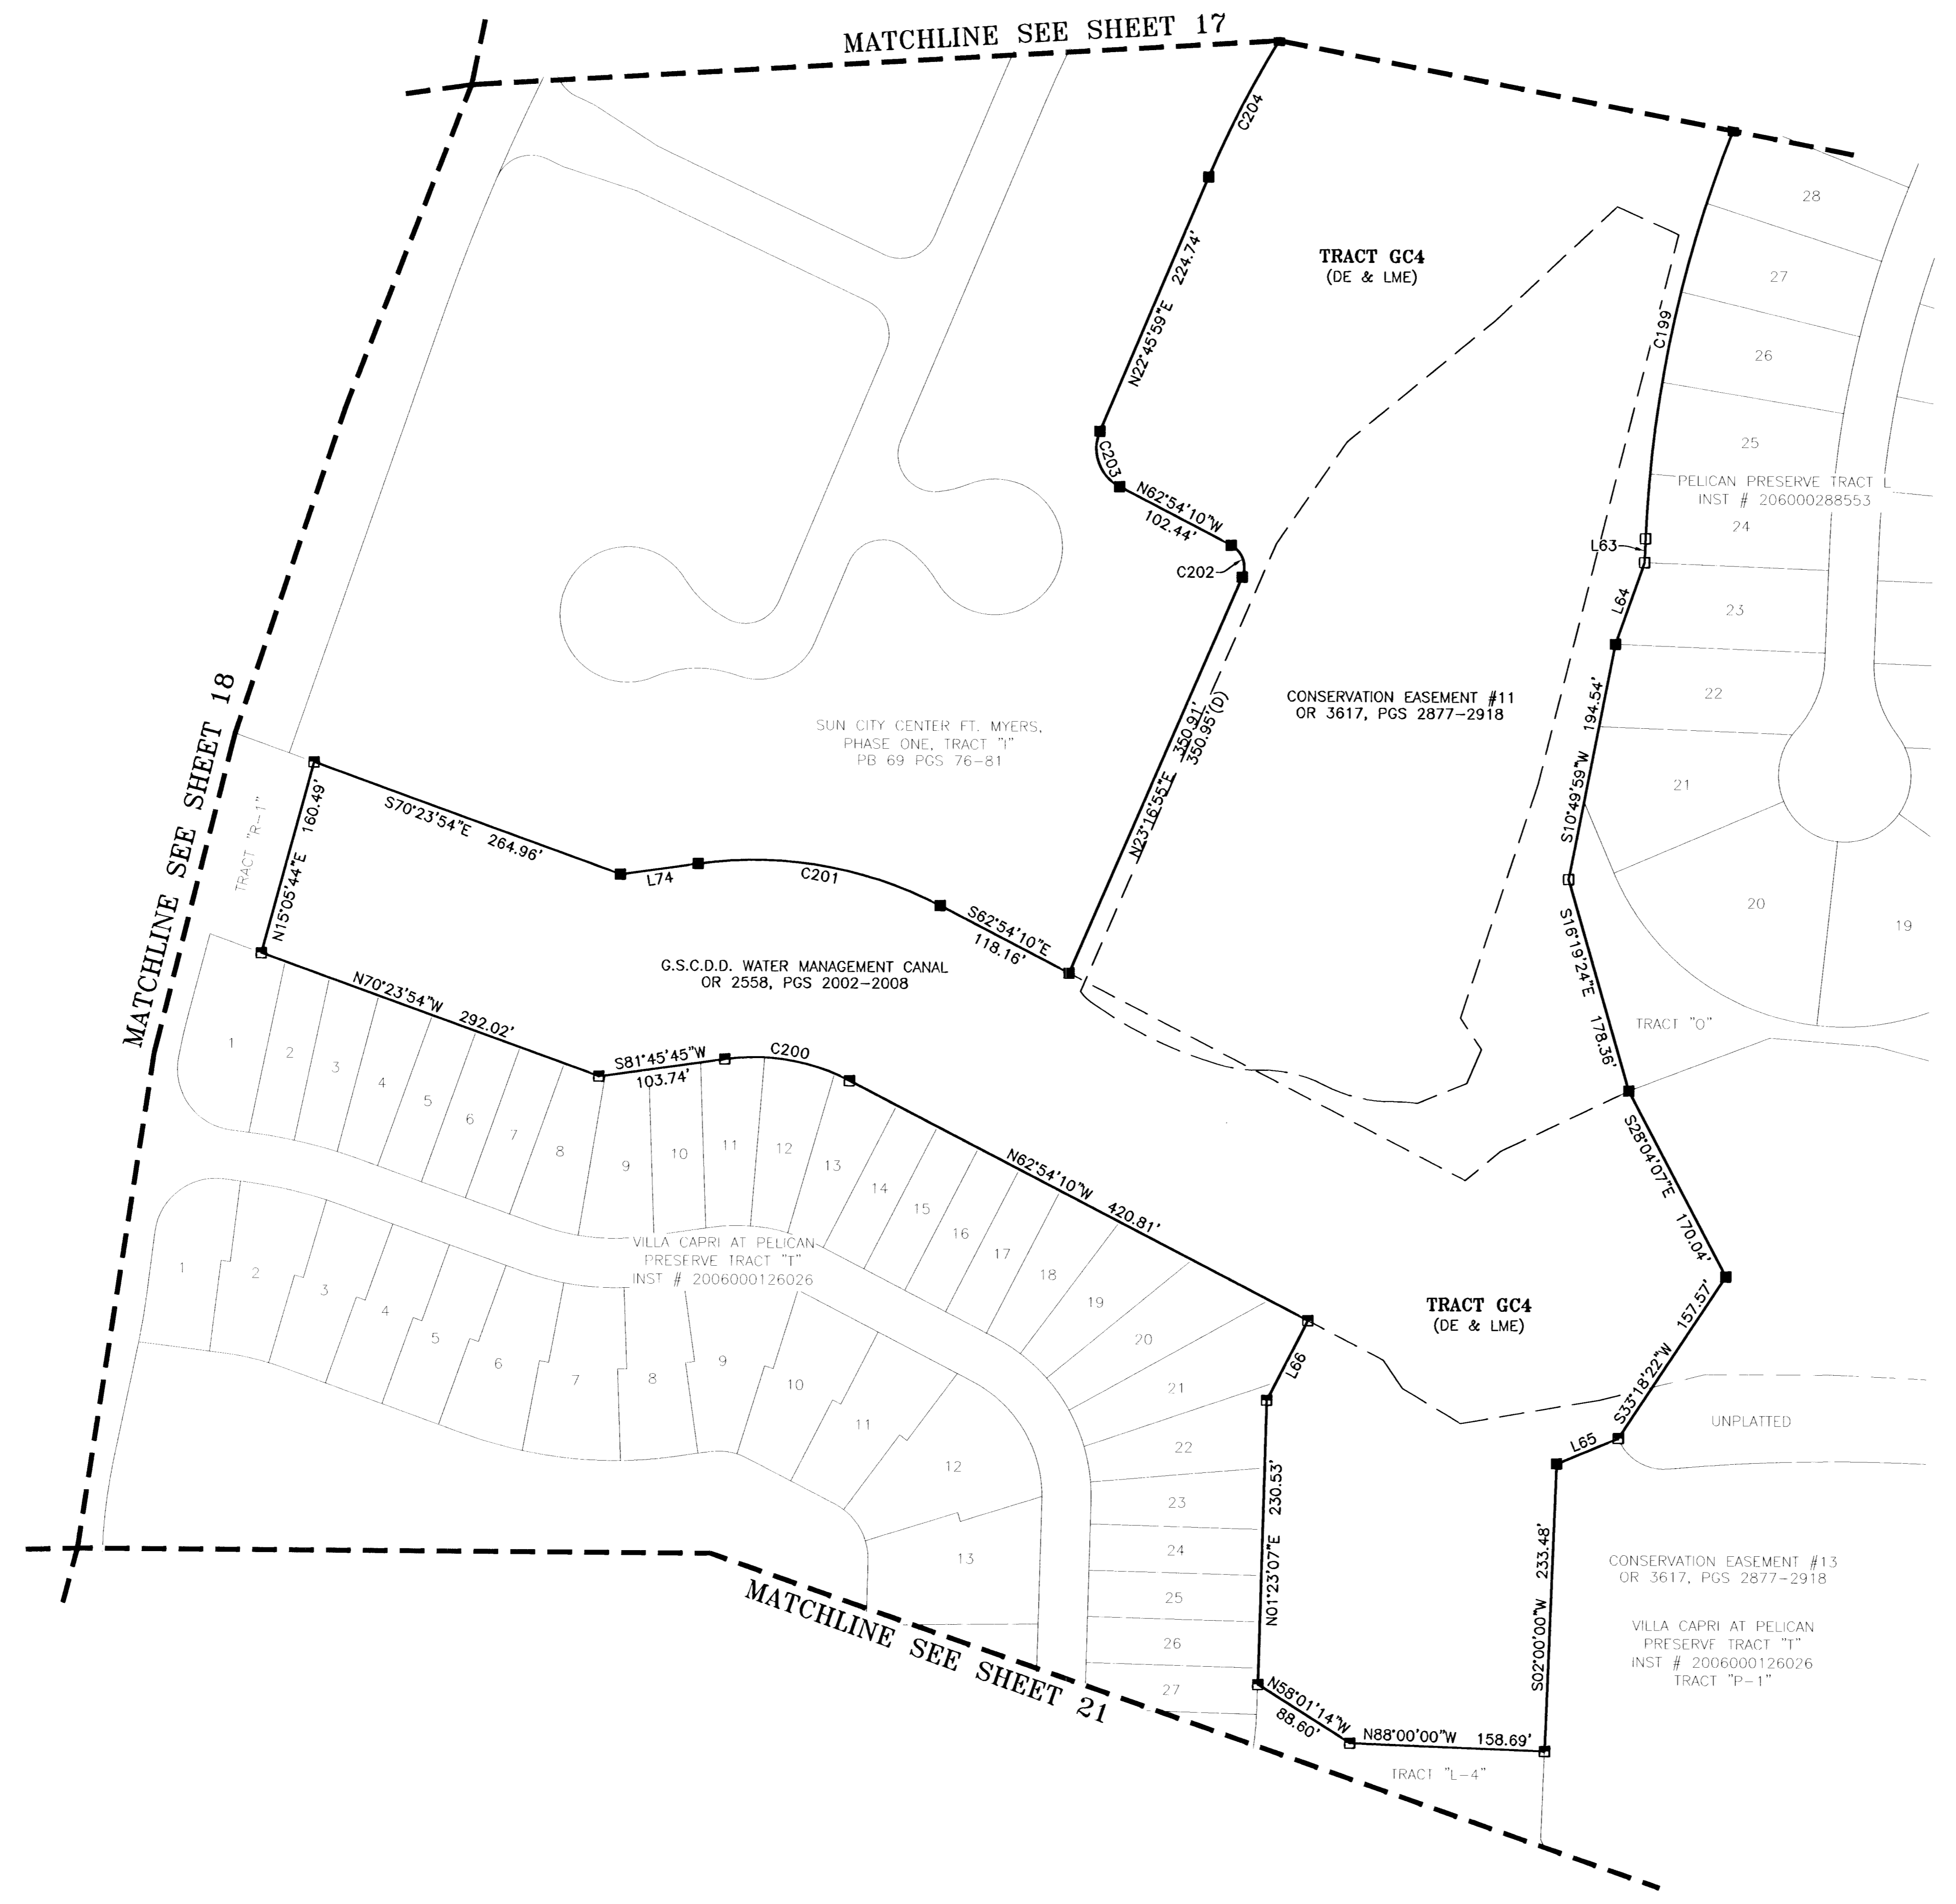 MATCHLINE SEE SHEET 17
C204
28
TRACT GC4
(DE & LME)
27
N22°45'59"E 224.74'
C199
26
25
C203
PELICAN PRESERVE TRACT L
INST # 206000288553
N62°54'10"W
102.44'
24
L63
C202
L64
23
MATCHLINE SEE SHEET 18
CONSERVATION EASEMENT #11
OR 3617, PGS 2877-2918
22
S10°49'59"W 194.54'
SUN CITY CENTER FT. MYERS,
PHASE ONE, TRACT "I"
PB 69 PGS 76-81
N23°16'55"E 350.91'
350.95'(D)
21
TRACT "R-1"
N15°05'44"E 160.49'
S70°23'54"E 264.96'
L74
C201
20
19
S62°54'10"E
118.16'
S16°19'24"E 178.36'
G.S.C.D.D. WATER MANAGEMENT CANAL
OR 2558, PGS 2002-2008
TRACT "O"
N70°23'54"W 292.02'
S81°45'45"W
103.74'
C200
1
2
3
4
5
6
7
8
9
10
11
12
13
14
15
16
17
18
19
20
21
22
23
24
25
26
27
N62°54'10"W 420.81'
S28°04'07"E 170.04'
VILLA CAPRI AT PELICAN
PRESERVE TRACT "T"
INST # 2006000126026
1
2
3
4
5
6
7
8
9
10
11
12
13
TRACT GC4
(DE & LME)
S33°18'22"W 157.57'
L66
UNPLATTED
L65
N01°23'07"E 230.53'
S02°00'00"W 233.48'
CONSERVATION EASEMENT #13
OR 3617, PGS 2877-2918
VILLA CAPRI AT PELICAN
PRESERVE TRACT "T"
INST # 2006000126026
TRACT "P-1"
MATCHLINE SEE SHEET 21
N58°01'14"W
88.60'
N88°00'00"W 158.69'
TRACT "L-4"